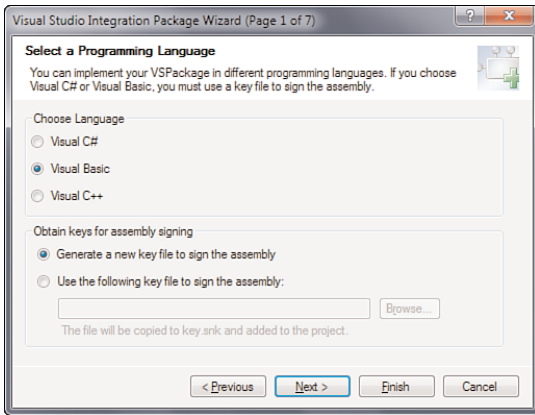 Visual Studio Integration Package Wizard (Page 1 of 7)
Select a Programming Language
You can implement your VSPackage in different programming languages. If you choose
Visual C# or Visual Basic, you must use a key file to sign the assembly.
Choose Language
Visual C#
Visual Basic
Visual C++
Obtain keys for assembly signing
Generate a new key file to sign the assembly
Use the following key file to sign the assembly:
Browse...
The file will be copied to key.snk and added to the project.
< Previous Next > Finish Cancel